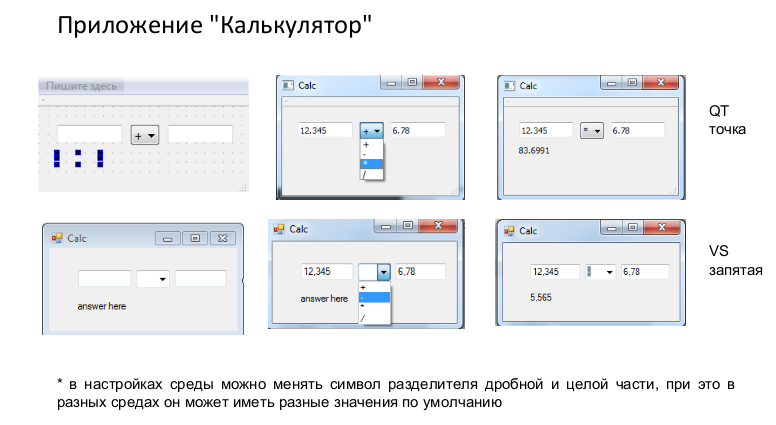 Приложение "Калькулятор"
Пишите здесь
+
Calc
12.345 + 6.78
+
-
*
/
Calc
12.345 * 6.78
83.6991
QT
точка
Calc
answer here
Calc
12,345 6,78
answer here
+
-
*
/
Calc
12,345 - 6,78
5,565
VS
запятая
* в настройках среды можно менять символ разделителя дробной и целой части, при это в
разных средах он может иметь разные значения по умолчанию